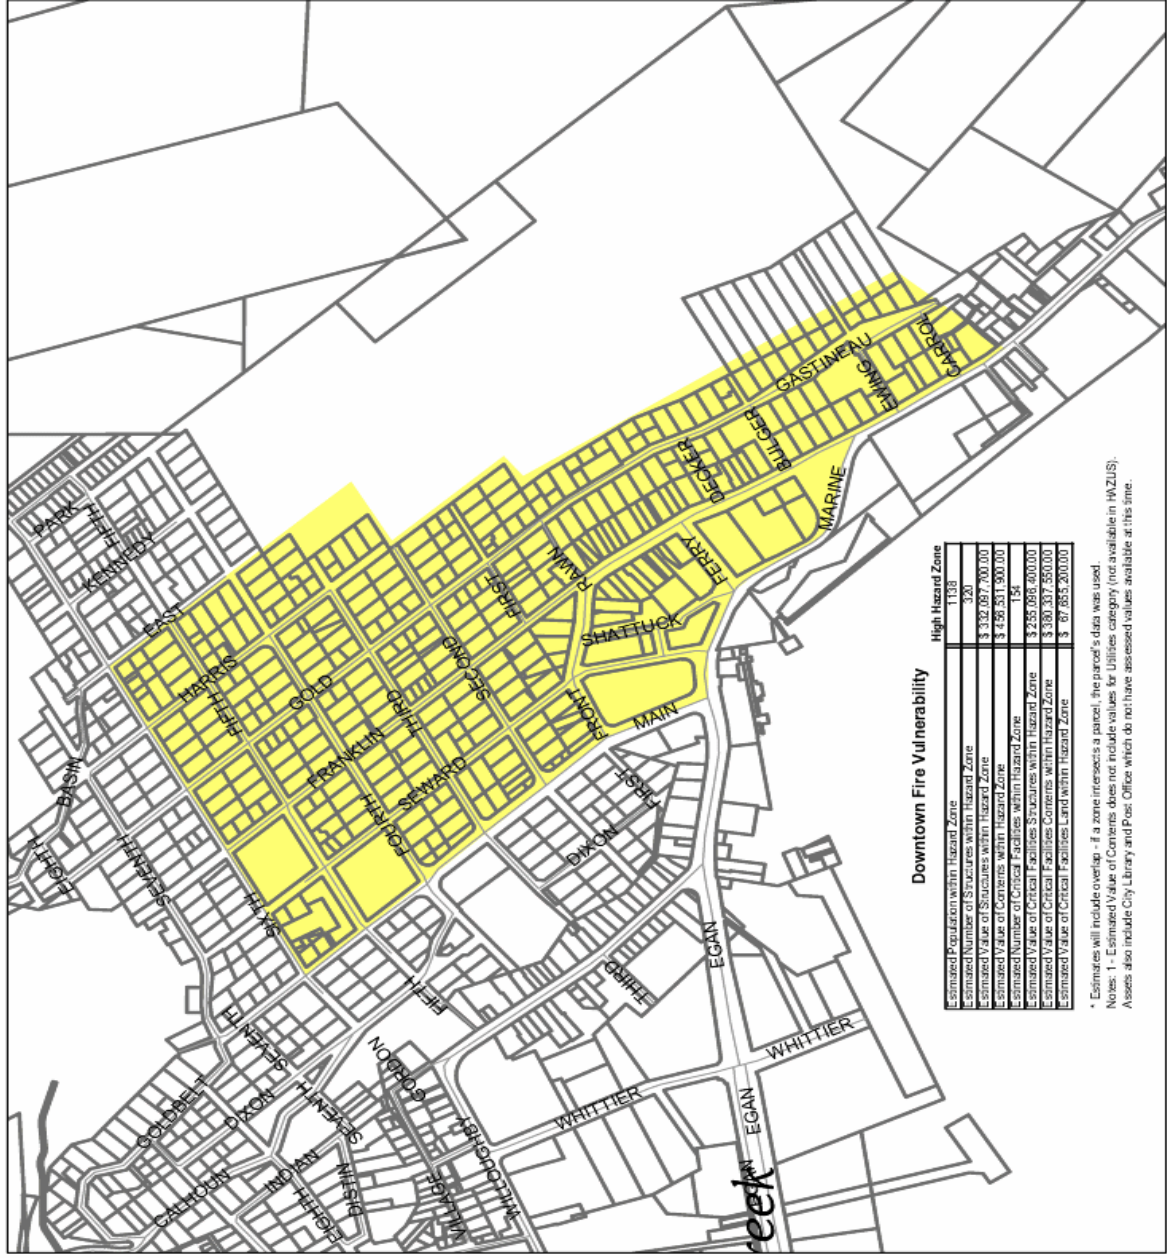 PARK
FIFTH
KENNEDY
EAST
HARRIS
FIFTH
GOLD
BASIN
EIGHTH
SEVENTH
SIXTH
FRANKLIN
THIRD
SECOND
FIRST
RAWN
DECKER
BULGER
GASTINEAU
EWING
CARROL
MARINE
FERRY
SHATTUCK
FRONT
MAIN
SEWARD
FOURTH
FIRST
DIXON
EGAN
THIRD
FIFTH
SEVENTH
GOLDBELT
DIXON
SEVENTH
GORDON
CALHOUN
INDIAN
EIGHTH
DISTIN
VILLAGE
WILLOUGHBY
WHITTIER
WHITTIER
EGAN
reek
Downtown Fire Vulnerability
High Hazard Zone
Estimated Population within Hazard Zone 1138
Estimated Number of Structures within Hazard Zone 320
Estimated Value of Structures within Hazard Zone $ 332,097,700.00
Estimated Value of Contents within Hazard Zone $ 456,531,900.00
Estimated Number of Critical Facilities within Hazard Zone 154
Estimated Value of Critical Facilities Structures within Hazard Zone $ 255,096,400.00
Estimated Value of Critical Facilities Contents within Hazard Zone $ 380,337,550.00
Estimated Value of Critical Facilities Land within Hazard Zone $ 67,655,200.00
* Estimates will include overlap - if a zone intersects a parcel, the parcel's data was used.
Notes: 1 - Estimated Value of Contents does not include values for Utilities category (not available in HAZUS).
Assets also include City Library and Post Office which do not have assessed values available at this time.